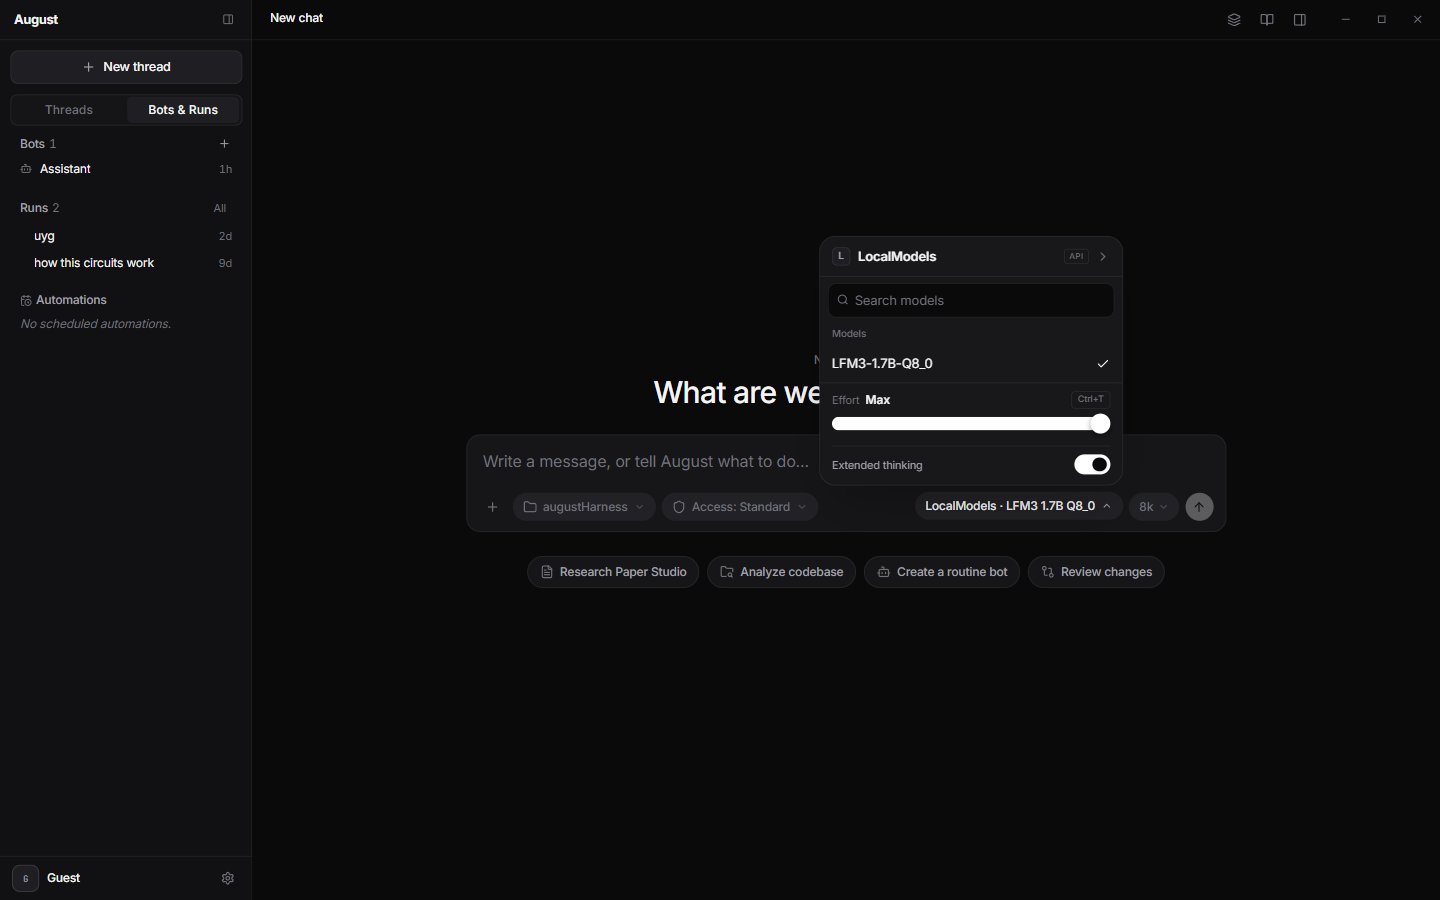 August
New chat
New thread
Threads
Bots & Runs
Bots 1
Assistant
1h
Runs 2
All
uyg
2d
how this circuits work
9d
Automations
No scheduled automations.
L
LocalModels
API
Search models
Models
LFM3-1.7B-Q8_0
Effort Max
Ctrl+T
Extended thinking
What are we
Write a message, or tell August what to do...
augustHarness
Access: Standard
LocalModels · LFM3 1.7B Q8_0
8k
Research Paper Studio
Analyze codebase
Create a routine bot
Review changes
G
Guest